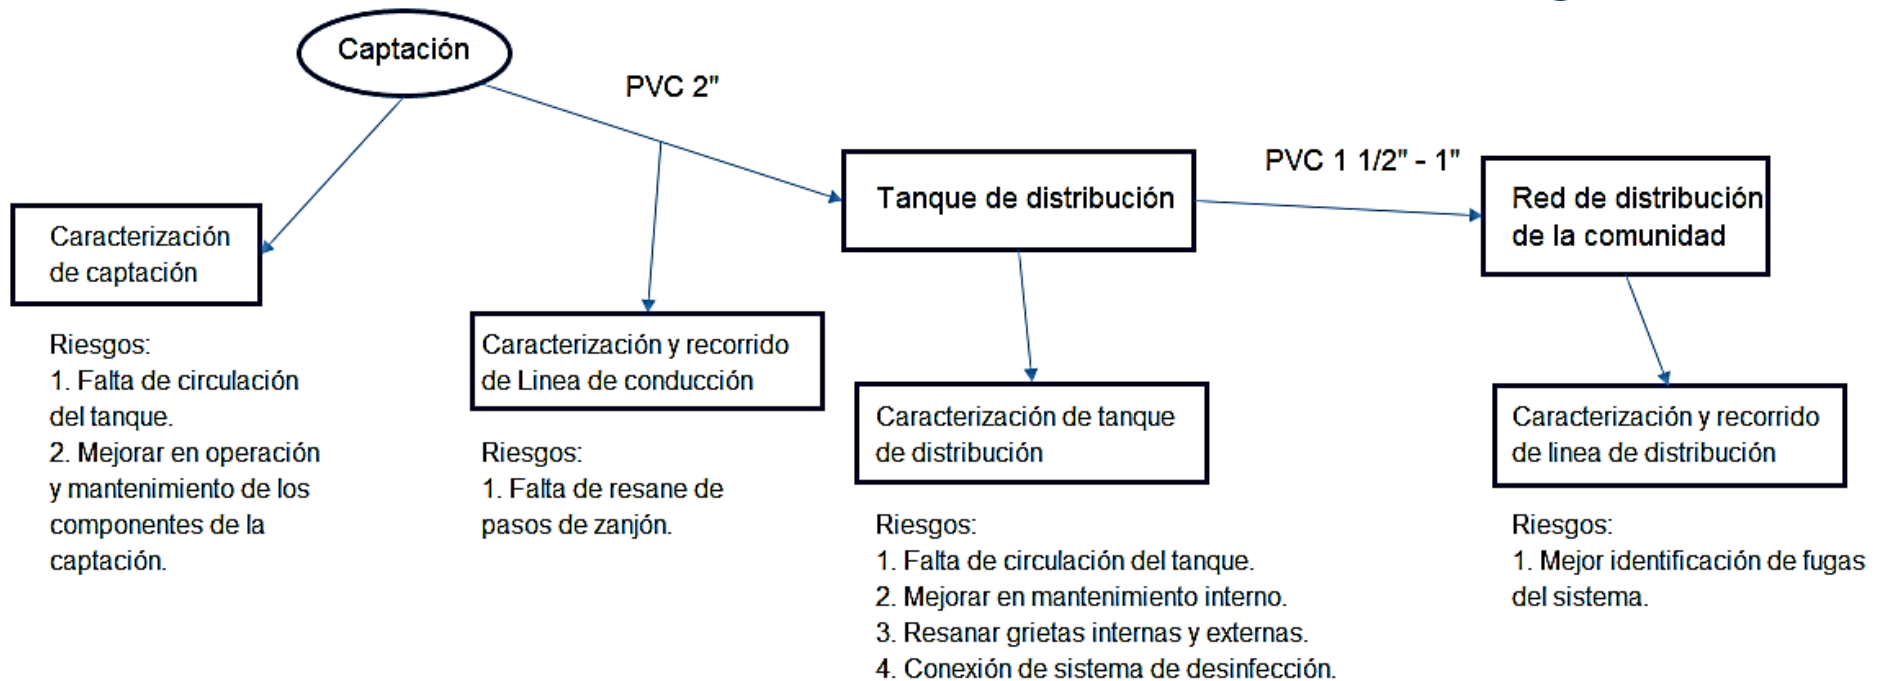 Captación
PVC 2"
PVC 1 1/2" - 1"
Tanque de distribución
Red de distribución
de la comunidad
Caracterización
de captación
Riesgos:
1. Falta de circulación
del tanque.
2. Mejorar en operación
y mantenimiento de los
componentes de la
captación.
Caracterización y recorrido
de Linea de conducción
Riesgos:
1. Falta de resane de
pasos de zanjón.
Caracterización de tanque
de distribución
Riesgos:
1. Falta de circulación del tanque.
2. Mejorar en mantenimiento interno.
3. Resanar grietas internas y externas.
4. Conexión de sistema de desinfección.
Caracterización y recorrido
de linea de distribución
Riesgos:
1. Mejor identificación de fugas
del sistema.